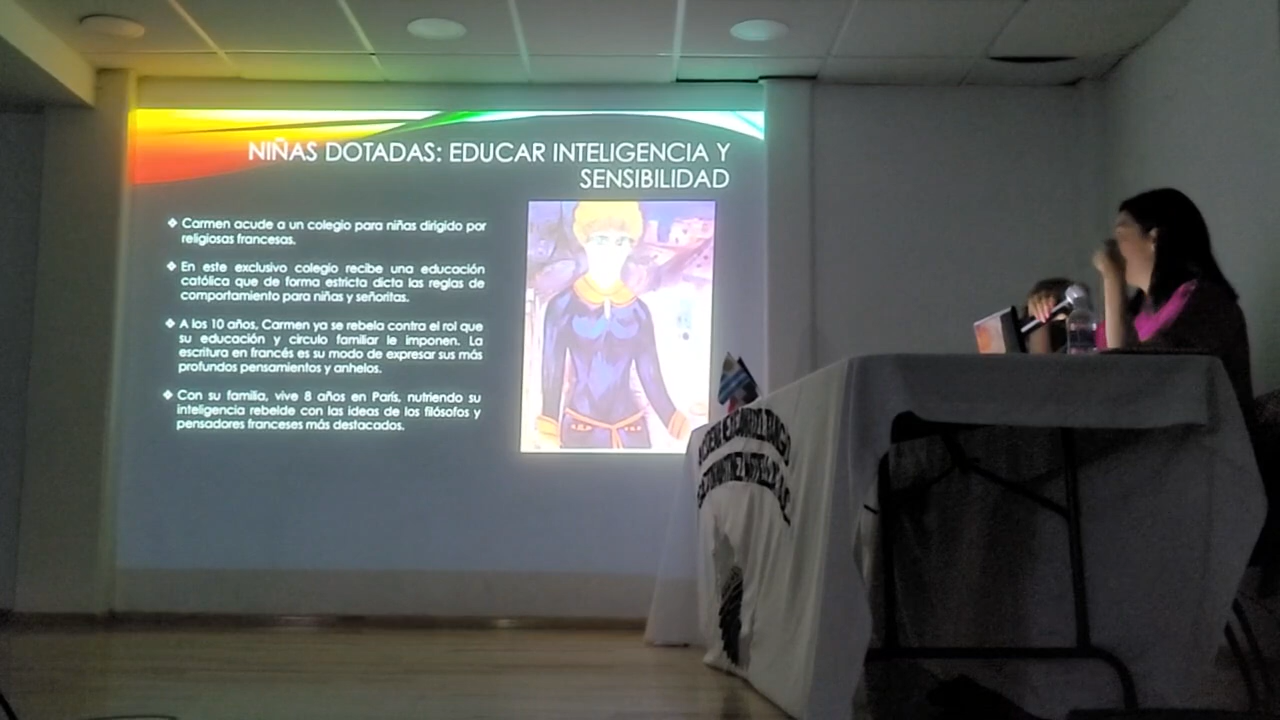 NIÑAS DOTADAS: EDUCAR INTELIGENCIA Y
SENSIBILIDAD
❖ Carmen acude a un colegio para niñas dirigido por
religiosas francesas.
❖ En este exclusivo colegio recibe una educación
católica que de forma estricta dicta las reglas de
comportamiento para niñas y señoritas.
❖ A los 10 años, Carmen ya se rebela contra el rol que
su educación y circulo familiar le imponen. La
escritura en francés es su modo de expresar sus más
profundos pensamientos y anhelos.
❖ Con su familia, vive 8 años en París, nutriendo su
inteligencia rebelde con las ideas de los filósofos y
pensadores franceses más destacados.